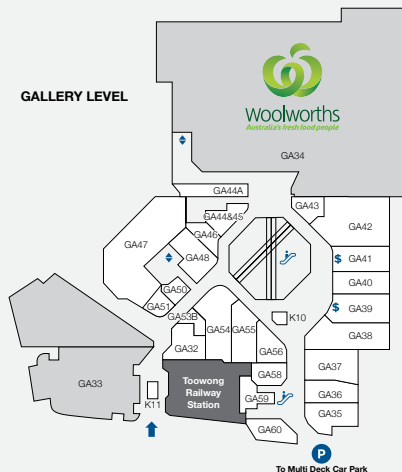 Woolworths
Australia's fresh food people
GALLERY LEVEL
GA34
GA44A
GA43
GA44&45
GA42
GA46
GA47
GA48
$ GA41
GA40
GA50
GA51
$ GA39
GA53B
K10
GA54
GA55
GA38
GA32
GA56
GA37
GA58
GA33
Toowong
Railway
Station
GA36
K11
GA59
GA35
GA60
P
To Multi Deck Car Park